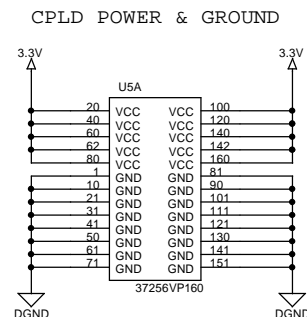 CPLD POWER & GROUND
3.3V 3.3V
U5A
20 VCC VCC 100
40 VCC VCC 120
60 VCC VCC 140
62 VCC VCC 142
80 VCC VCC 160
1 GND GND 81
10 GND GND 90
21 GND GND 101
31 GND GND 111
41 GND GND 121
50 GND GND 130
61 GND GND 141
71 GND GND 151
37256VP160
DGND DGND